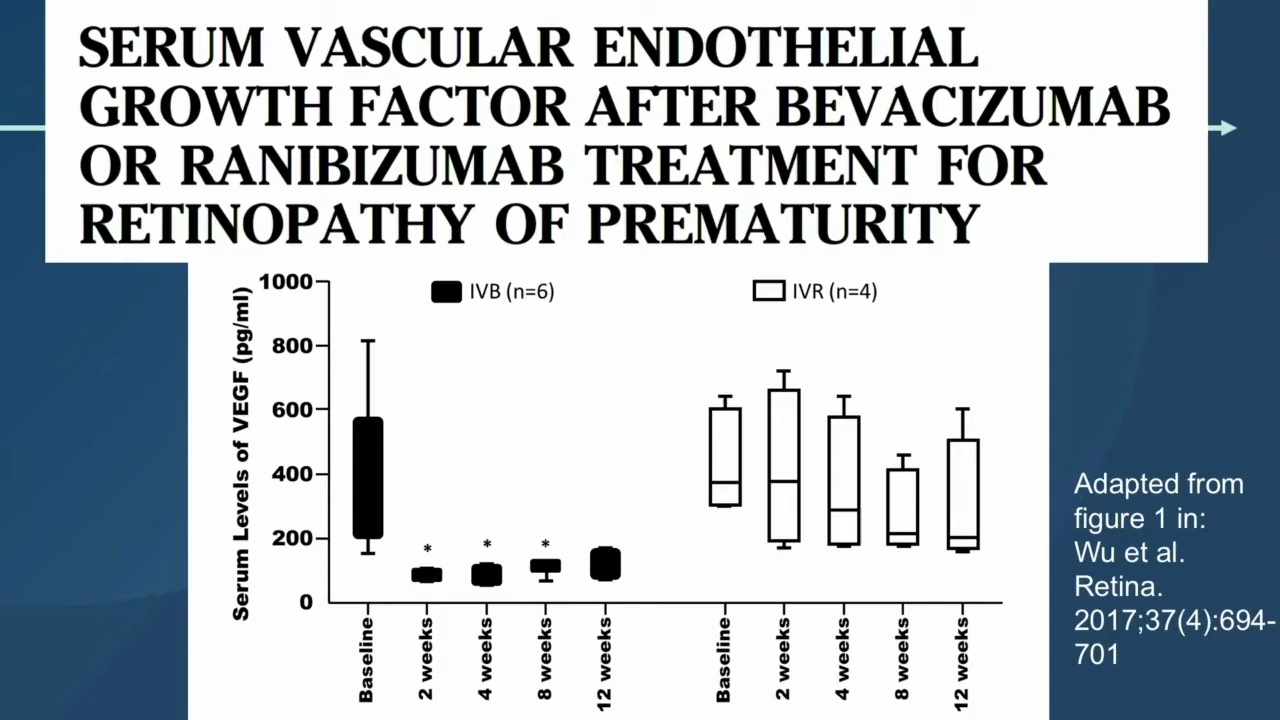 SERUM VASCULAR ENDOTHELIAL
GROWTH FACTOR AFTER BEVACIZUMAB
OR RANIBIZUMAB TREATMENT FOR
RETINOPATHY OF PREMATURITY
IVB (n=6)
IVR (n=4)
Serum Levels of VEGF (pg/ml)
1000
800
600
400
200
0
* * *
Baseline
2 weeks
4 weeks
8 weeks
12 weeks
Baseline
2 weeks
4 weeks
8 weeks
12 weeks
Adapted from
figure 1 in:
Wu et al.
Retina.
2017;37(4):694-
701